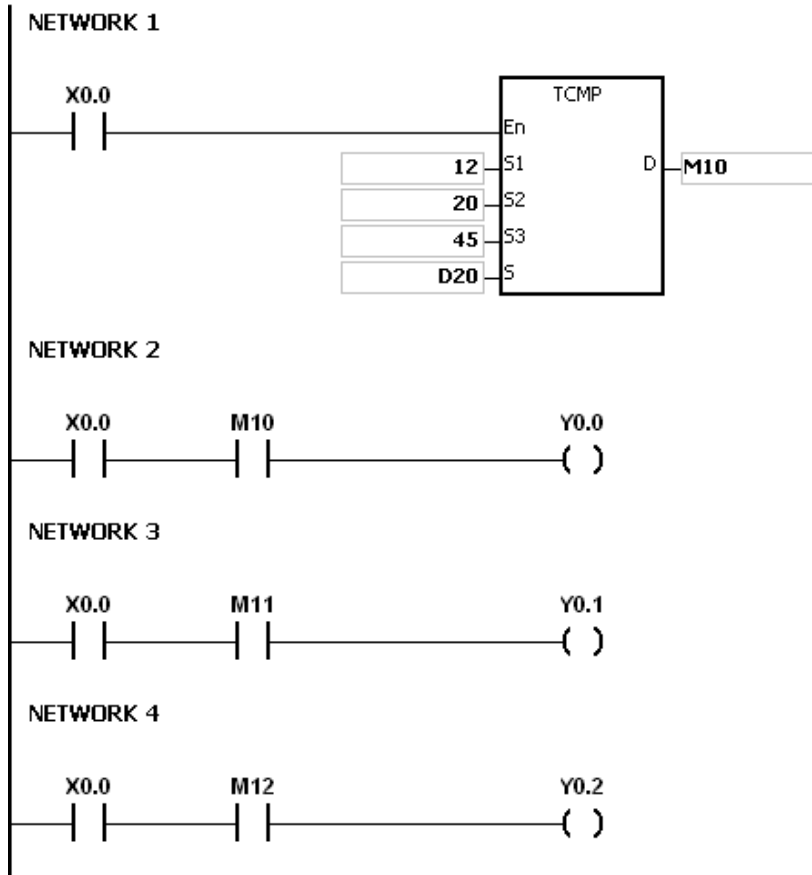 NETWORK 1
X0.0
TCMP
En
12 S1 D M10
20 S2
45 S3
D20 S
NETWORK 2
X0.0 M10 Y0.0
NETWORK 3
X0.0 M11 Y0.1
NETWORK 4
X0.0 M12 Y0.2